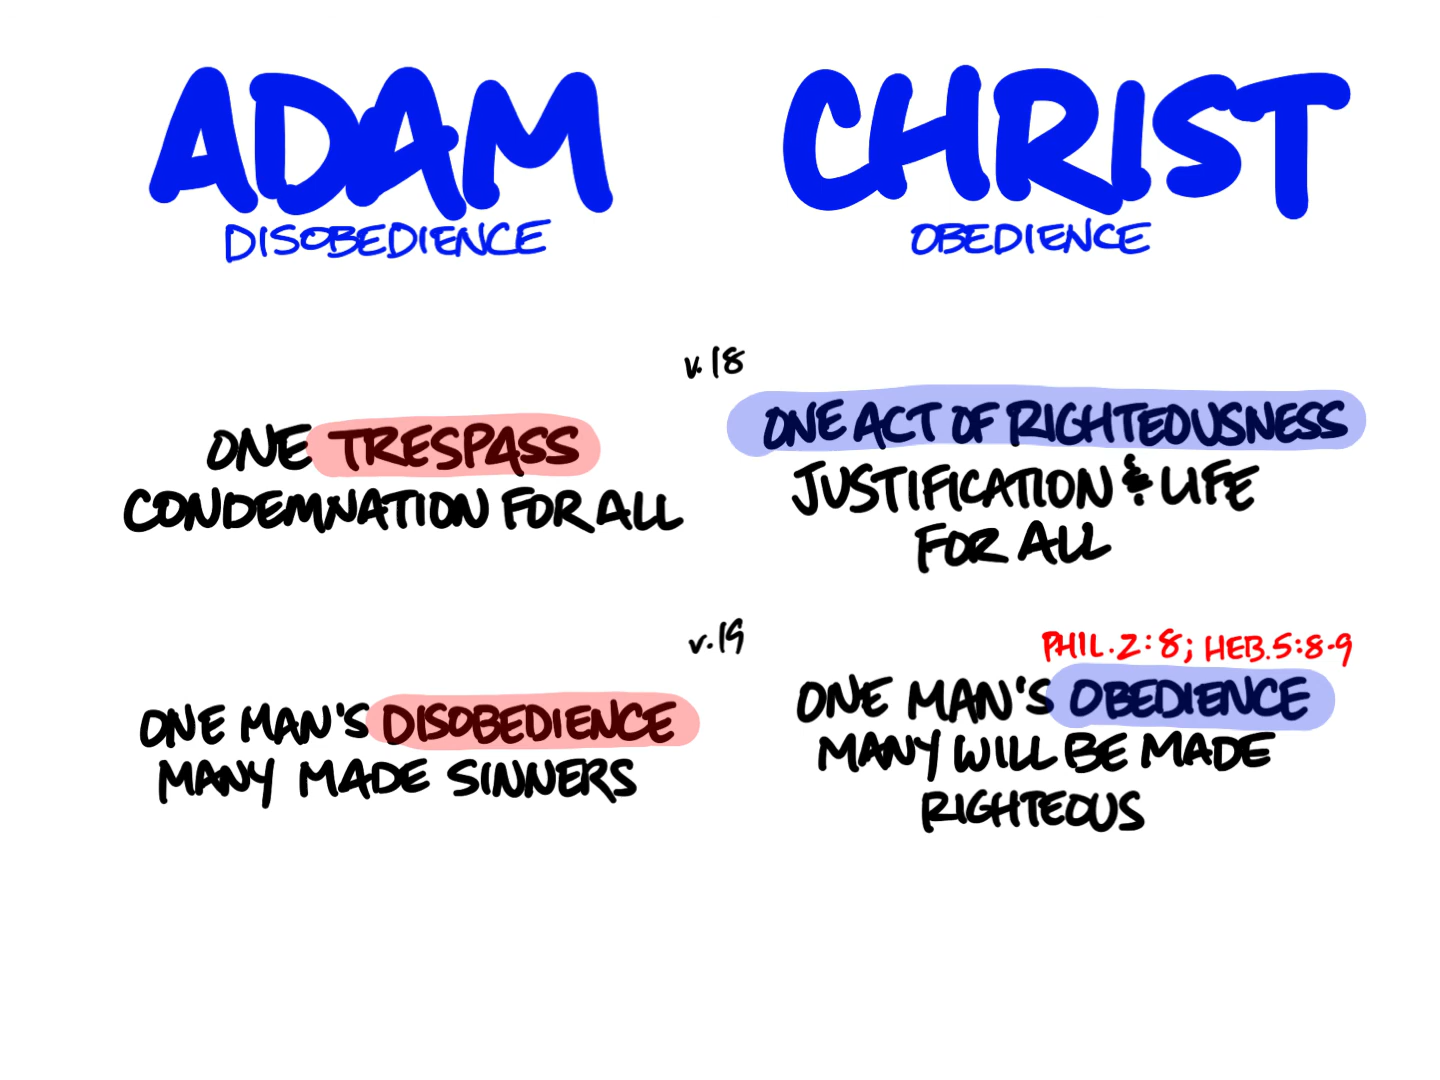 ADAM
DISOBEDIENCE
CHRIST
OBEDIENCE
v.18
ONE TRESPASS
CONDEMNATION FOR ALL
ONE ACT OF RIGHTEOUSNESS
JUSTIFICATION & LIFE
FOR ALL
v.19
ONE MAN'S DISOBEDIENCE
MANY MADE SINNERS
PHIL.2:8; HEB.5:8-9
ONE MAN'S OBEDIENCE
MANY WILL BE MADE
RIGHTEOUS